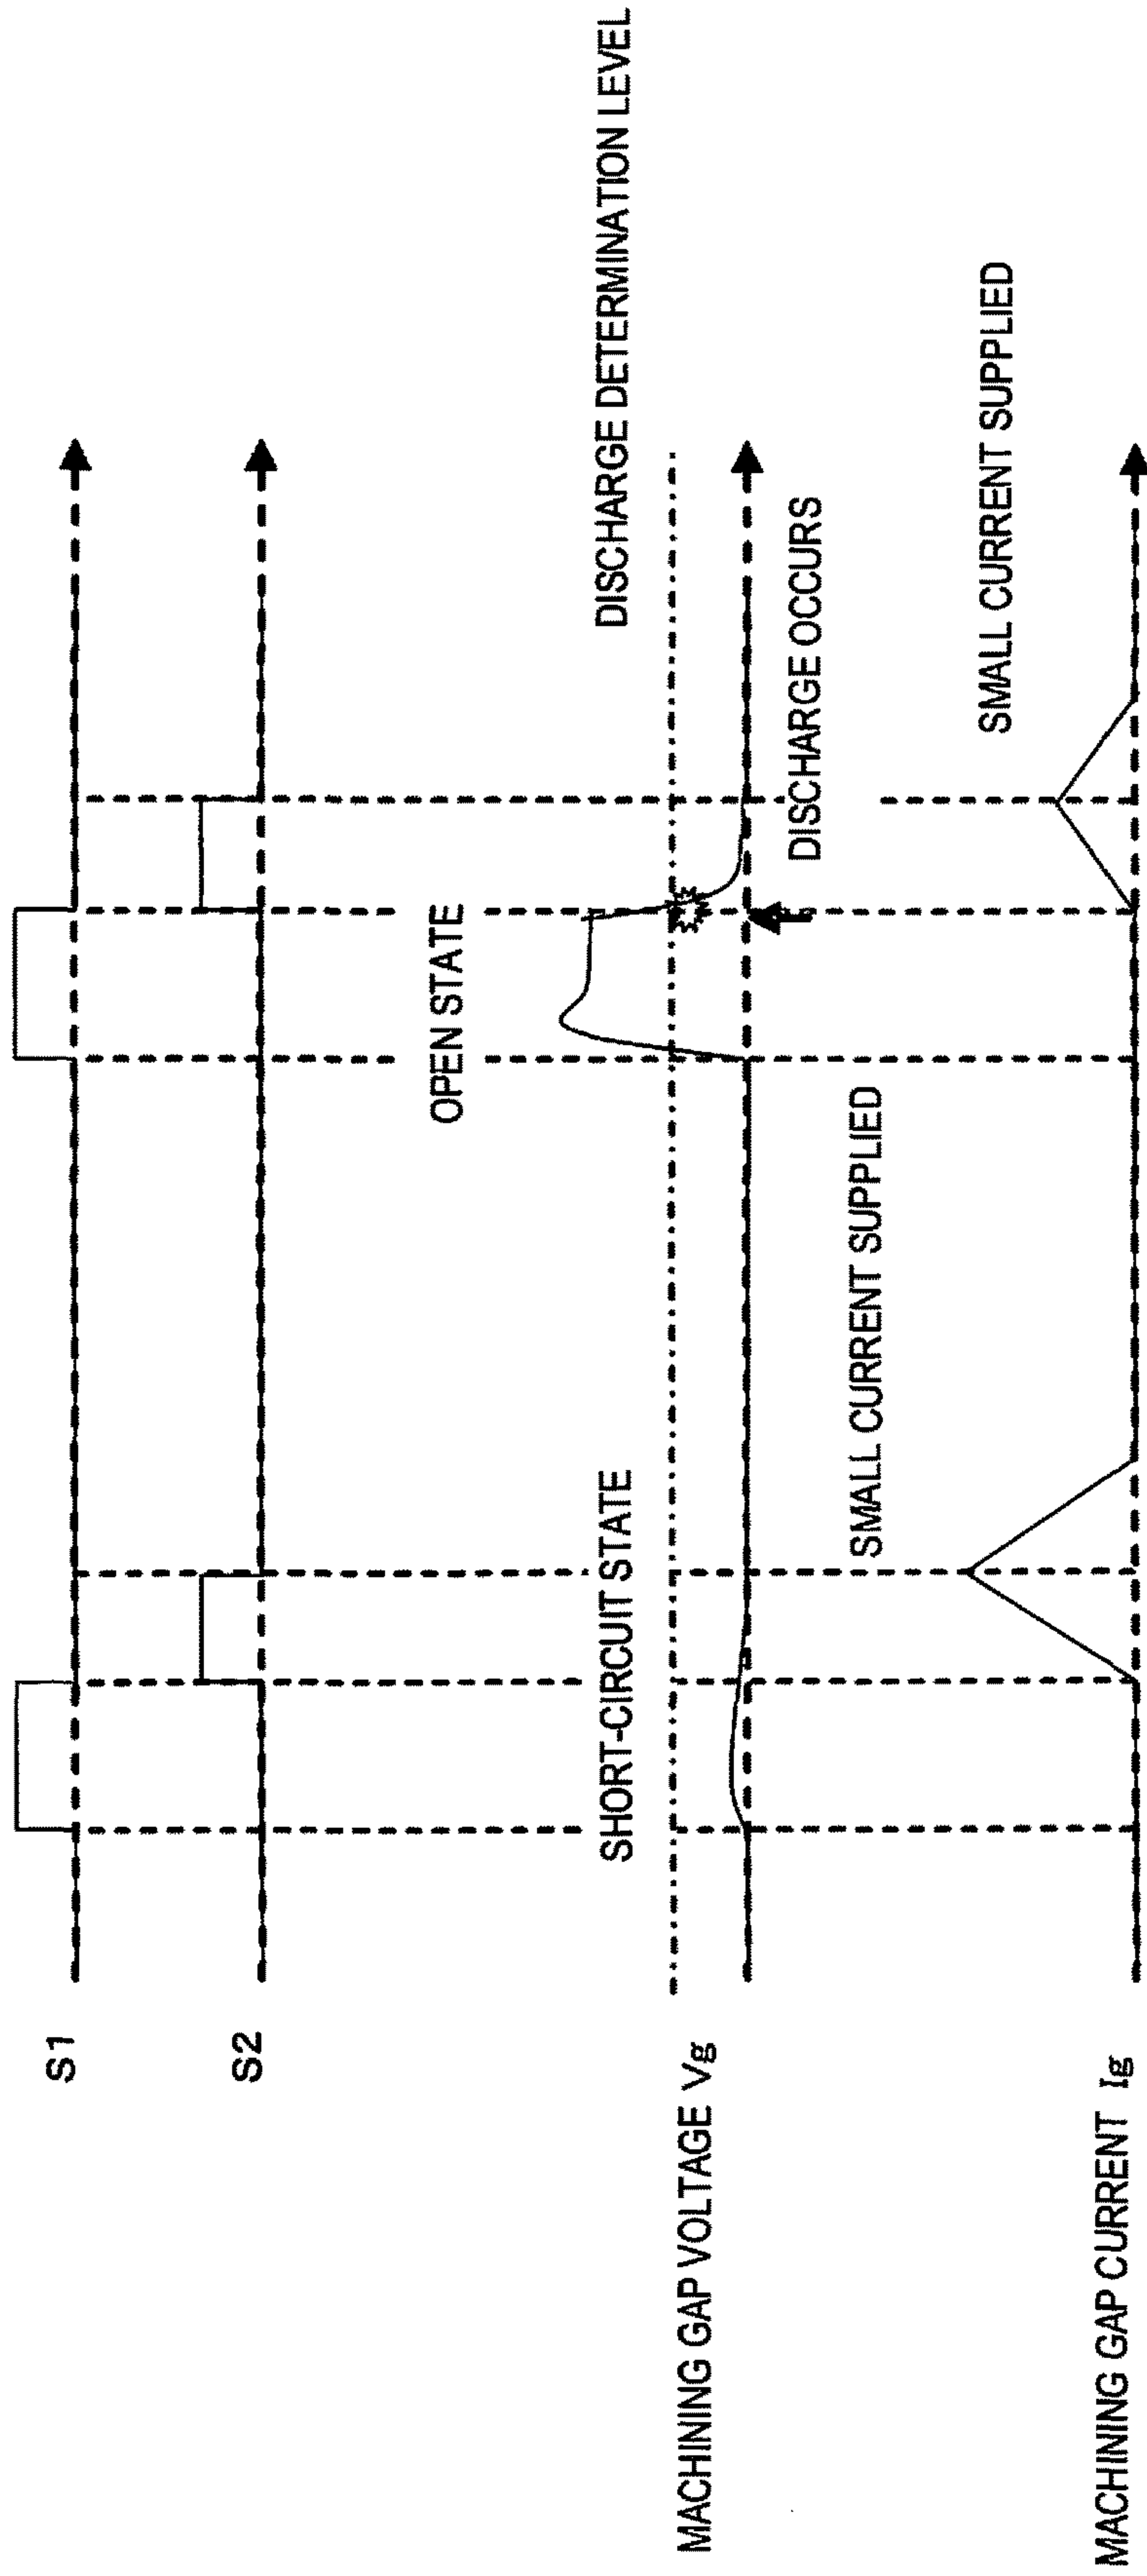 S1
S2
OPEN STATE
SHORT-CIRCUIT STATE
DISCHARGE DETERMINATION LEVEL
MACHINING GAP VOLTAGE Vg
DISCHARGE OCCURS
SMALL CURRENT SUPPLIED
SMALL CURRENT SUPPLIED
MACHINING GAP CURRENT Ig